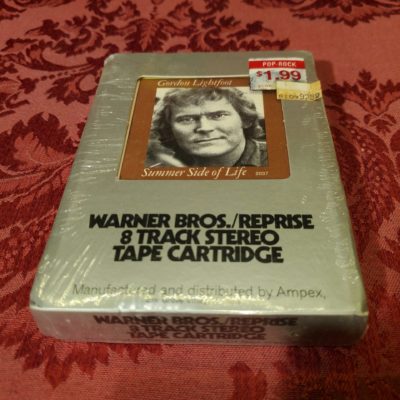 POP-ROCK
$1.99
Gordon Lightfoot
Summer Side of Life
WARNER BROS./REPRISE
8 TRACK STEREO
TAPE CARTRIDGE
Manufactured and distributed by Ampex,
WARNER BROS./REPRISE
8 TRACK STEREO
TAPE CARTRIDGE